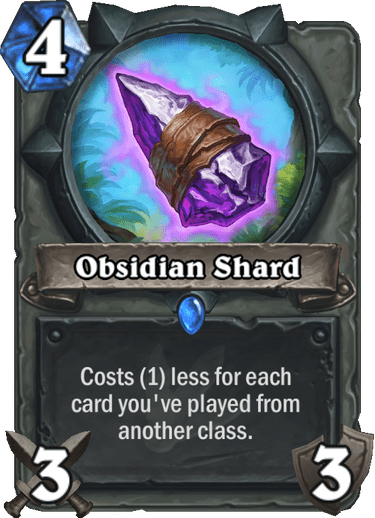 4
Obsidian Shard
Costs (1) less for each
card you've played from
another class.
3
3